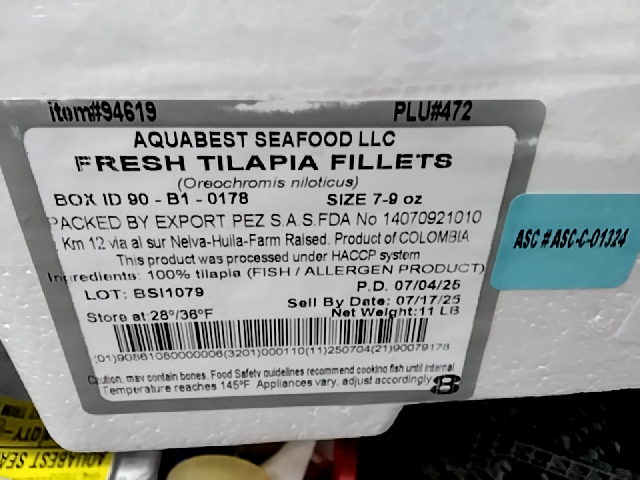 item#94619 PLU#472
AQUABEST SEAFOOD LLC
FRESH TILAPIA FILLETS
(Oreochromis niloticus)
BOX ID 90 - B1 - 0178 SIZE 7-9 oz
PACKED BY EXPORT PEZ S.A.S.FDA No 14070921010
Km 12 via al sur Neiva-Huila-Farm Raised. Product of COLOMBIA
This product was processed under HACCP system
Ingredients: 100% tilapia (FISH / ALLERGEN PRODUCT)
LOT: BSI1079 P.D. 07/04/25
Sell By Date: 07/17/25
Store at 28°/36°F Net Weight: 11 LB
(01)90861060000006(3201)000110(11)250704(21)90079178
Caution, may contain bones. Food Safety guidelines recommend cooking fish until internal
Temperature reaches 145°F Appliances vary, adjust accordingly
ASC # ASC-C-01324
AQUABEST SEA